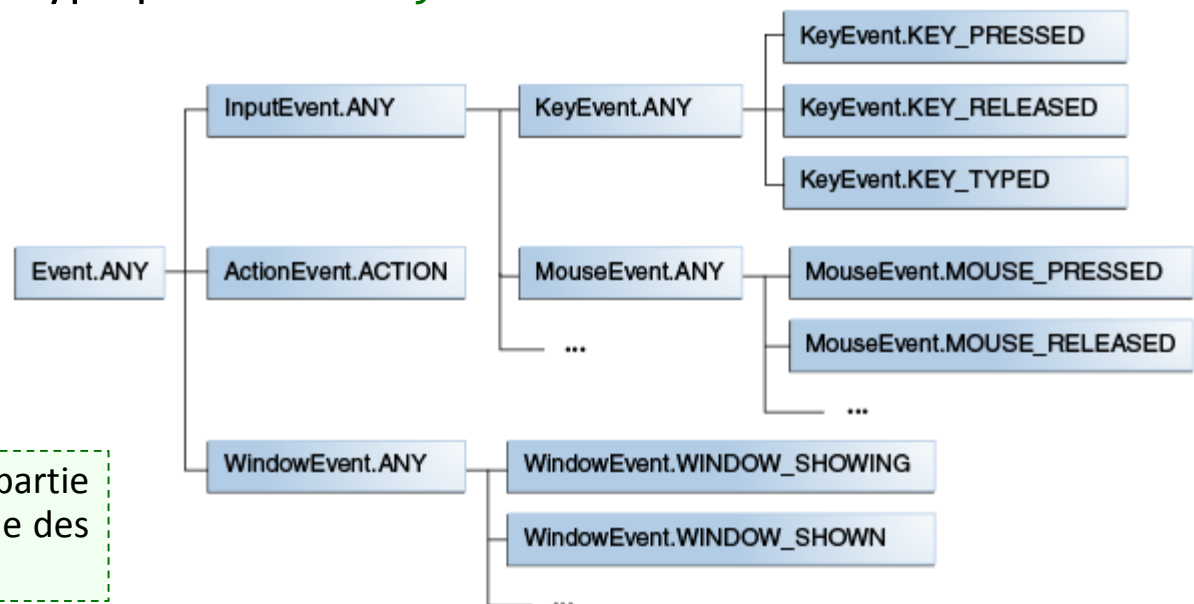 KeyEvent.KEY_PRESSED
InputEvent.ANY
KeyEvent.ANY
KeyEvent.KEY_RELEASED
KeyEvent.KEY_TYPED
Event.ANY
ActionEvent.ACTION
MouseEvent.ANY
MouseEvent.MOUSE_PRESSED
...
MouseEvent.MOUSE_RELEASED
...
WindowEvent.ANY
WindowEvent.WINDOW_SHOWING
WindowEvent.WINDOW_SHOWN
...
partie
e des